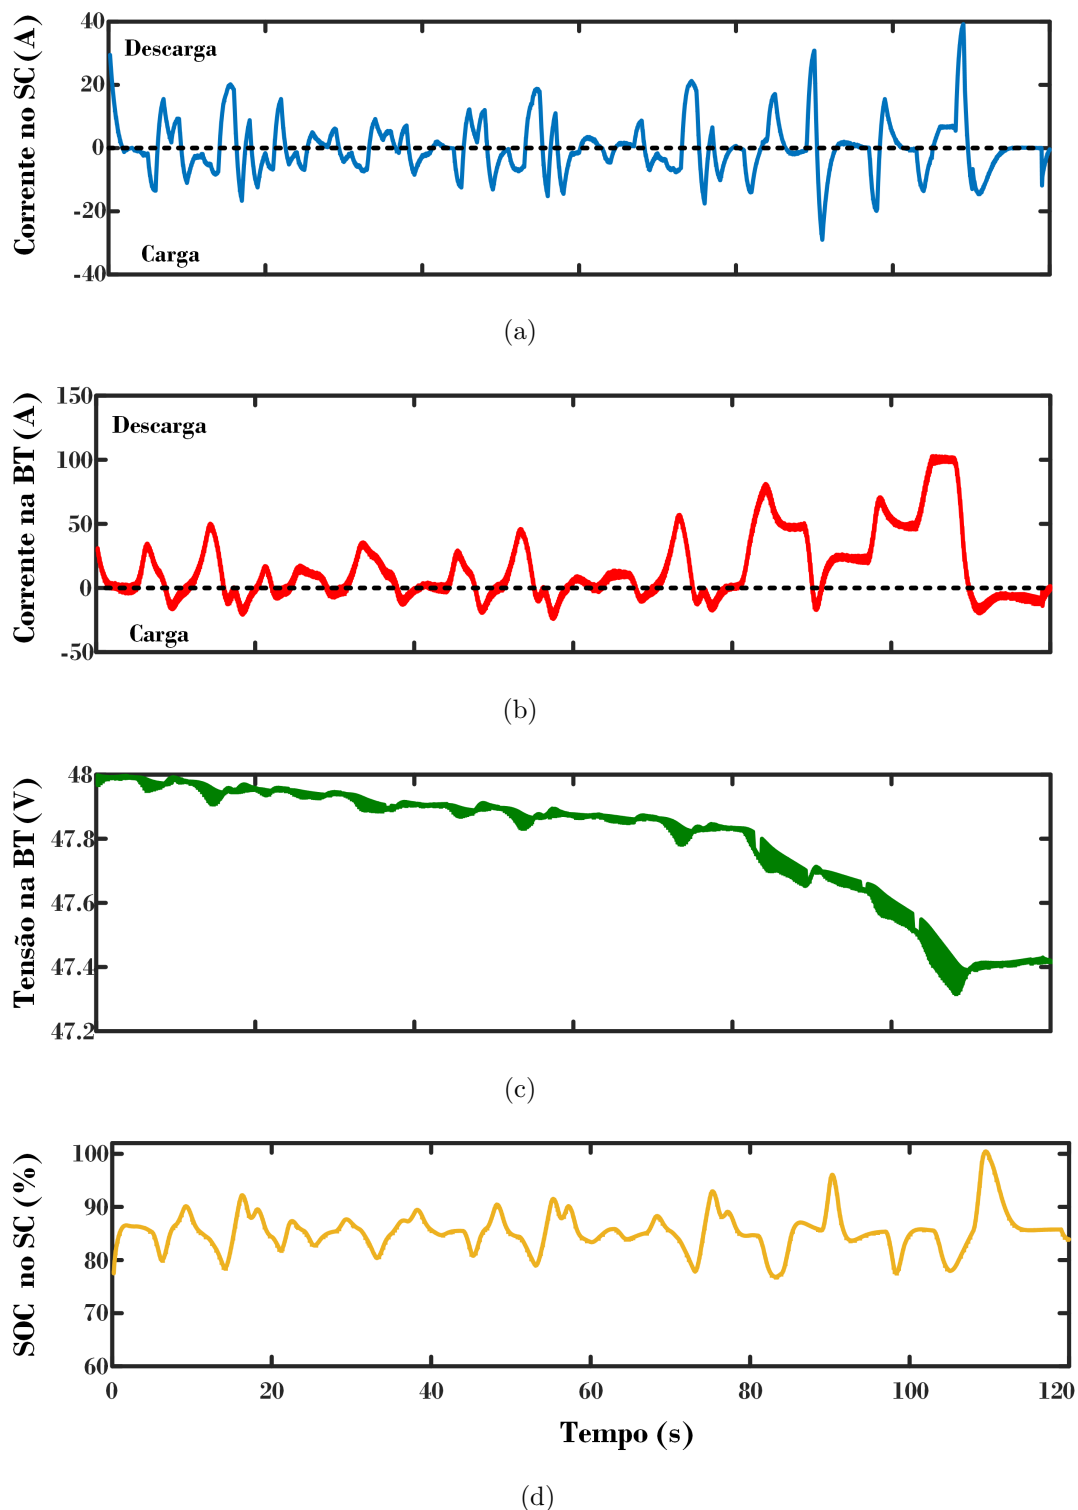 Corrente no SC (A)
40
Descarga
20
0
-20
Carga
-40
(a)
Corrente na BT (A)
150
Descarga
100
50
0
Carga
-50
(b)
Tensão na BT (V)
48
47.8
47.6
47.4
47.2
(c)
SOC no SC (%)
100
90
80
70
60
0 20 40 60 80 100 120
Tempo (s)
(d)